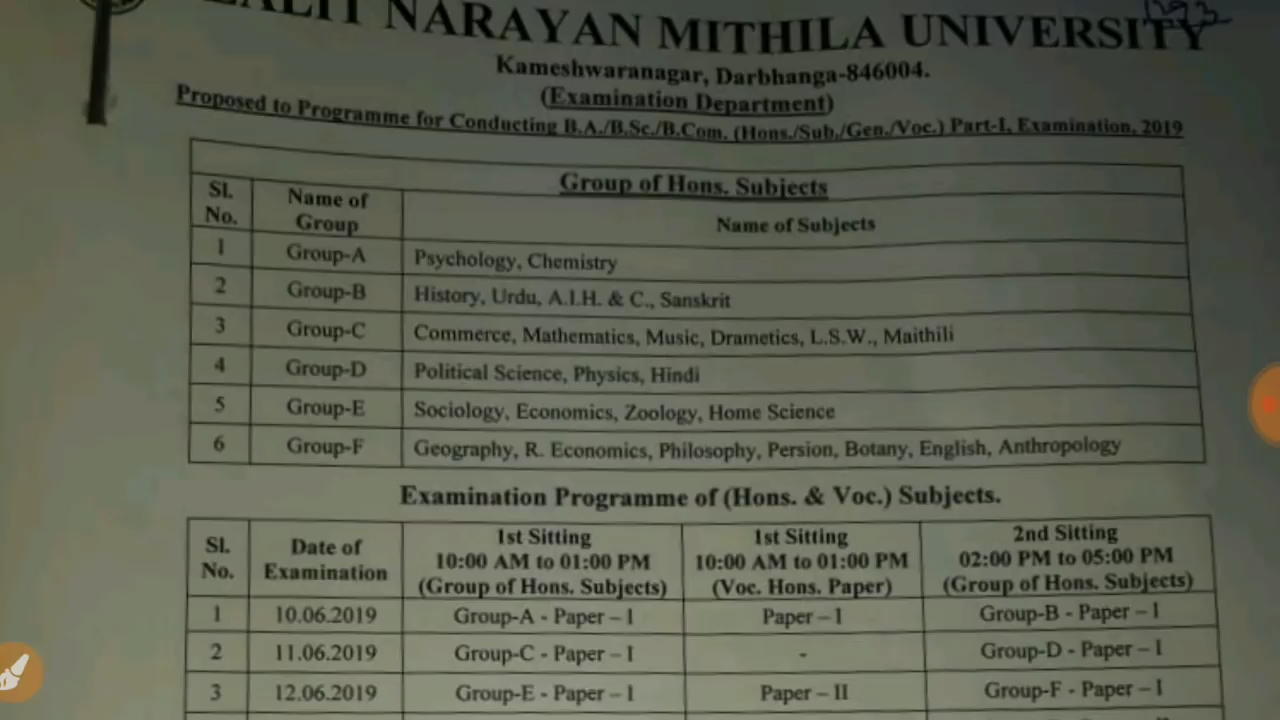 NARAYAN MITHILA UNIVERSITY
Kameshwaranagar, Darbhanga-846004.
(Examination Department)
Proposed to Programme for Conducting B.A./B.Sc./B.Com. (Hons./Sub./Gen./Voc.) Part-I, Examination, 2019
Group of Hons. Subjects
Sl. No. Name of Group Name of Subjects
1 Group-A Psychology, Chemistry
2 Group-B History, Urdu, A.I.H. & C., Sanskrit
3 Group-C Commerce, Mathematics, Music, Drametics, L.S.W., Maithili
4 Group-D Political Science, Physics, Hindi
5 Group-E Sociology, Economics, Zoology, Home Science
6 Group-F Geography, R. Economics, Philosophy, Persion, Botany, English, Anthropology
Examination Programme of (Hons. & Voc.) Subjects.
Sl. No. Date of Examination 1st Sitting 10:00 AM to 01:00 PM (Group of Hons. Subjects) 1st Sitting 10:00 AM to 01:00 PM (Voc. Hons. Paper) 2nd Sitting 02:00 PM to 05:00 PM (Group of Hons. Subjects)
1 10.06.2019 Group-A - Paper – I Paper – I Group-B - Paper – I
2 11.06.2019 Group-C - Paper – I - Group-D - Paper – I
3 12.06.2019 Group-E - Paper – I Paper – II Group-F - Paper – I